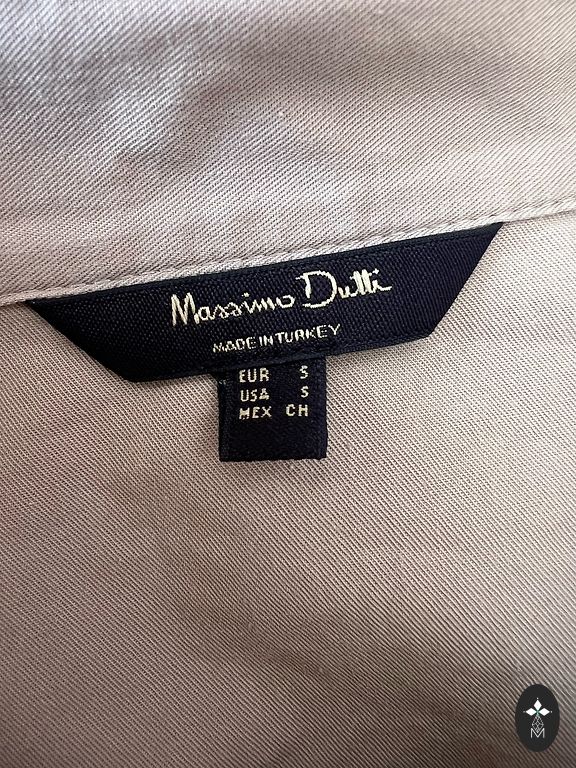 Massimo Dutti
MADE IN TURKEY
EUR S
USA S
MEX CH
M